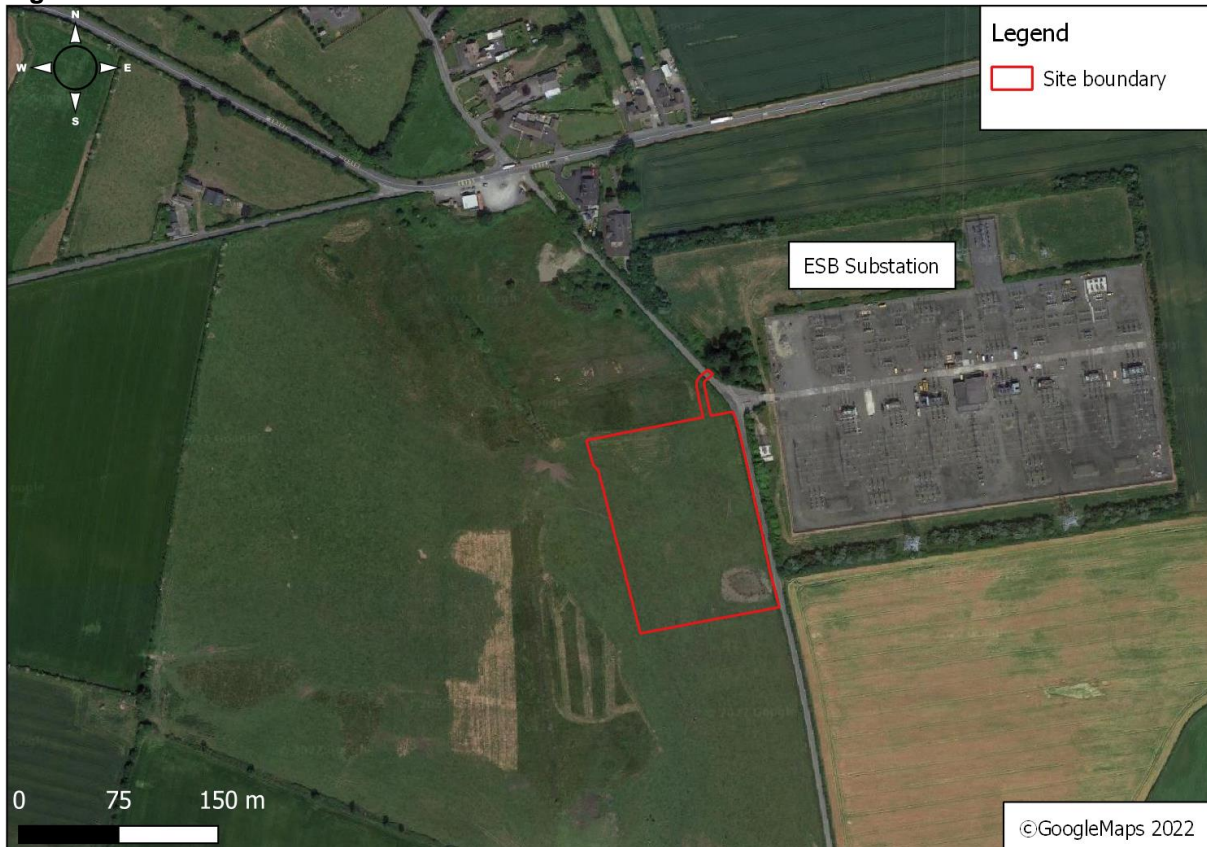 N
W E
S
Legend
Site boundary
ESB Substation
0 75 150 m
©GoogleMaps 2022